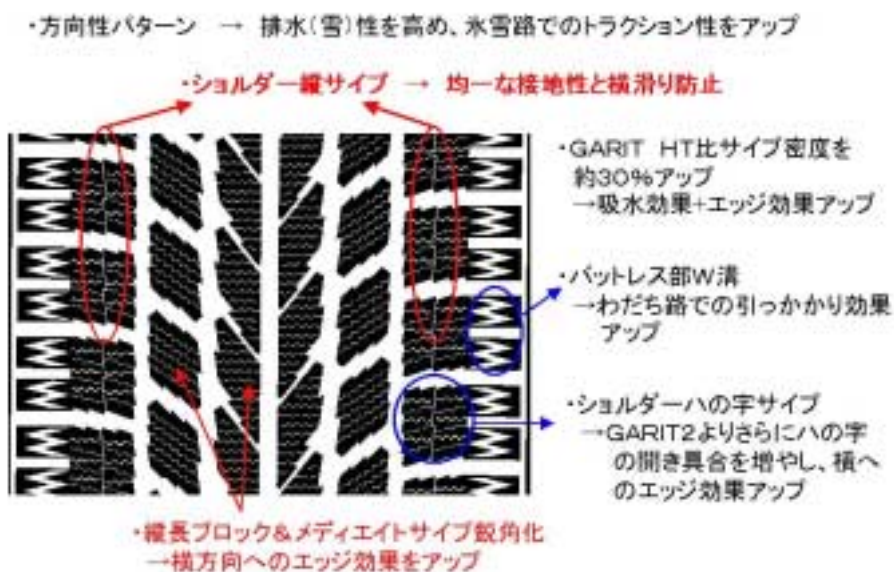 ・方向性パターン → 排水(雪)性を高め、氷雪路でのトラクション性をアップ
・ショルダー縦サイプ → 均一な接地性と横滑り防止
・GARIT HT比サイプ密度を
約30%アップ
→吸水効果+エッジ効果アップ
・バットレス部W溝
→わだち路での引っかかり効果
アップ
・ショルダーハの字サイプ
→GARIT2よりさらにハの字
の開き具合を増やし、横へ
のエッジ効果アップ
・縦長ブロック&メディエイトサイプ鋭角化
→横方向へのエッジ効果をアップ